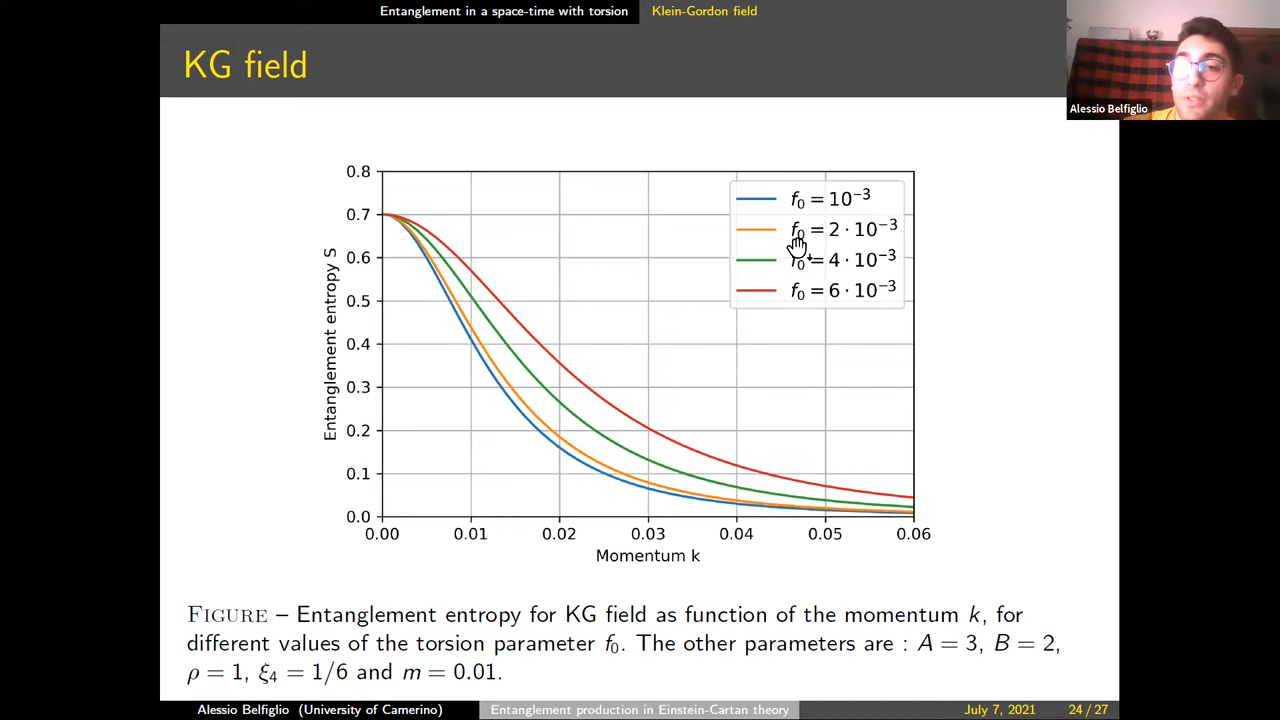 Entanglement in a space-time with torsion Klein-Gordon field
KG field
Alessio Belfiglio
0.8
0.7
0.6
0.5
0.4
0.3
0.2
0.1
0.0
Entanglement entropy S
f₀ = 10⁻³
f₀ = 2 · 10⁻³
f₀ = 4 · 10⁻³
f₀ = 6 · 10⁻³
0.00 0.01 0.02 0.03 0.04 0.05 0.06
Momentum k
FIGURE – Entanglement entropy for KG field as function of the momentum k, for
different values of the torsion parameter f₀. The other parameters are : A = 3, B = 2,
ρ = 1, ξ₄ = 1/6 and m = 0.01.
Alessio Belfiglio (University of Camerino) Entanglement production in Einstein-Cartan theory July 7, 2021 24 / 27